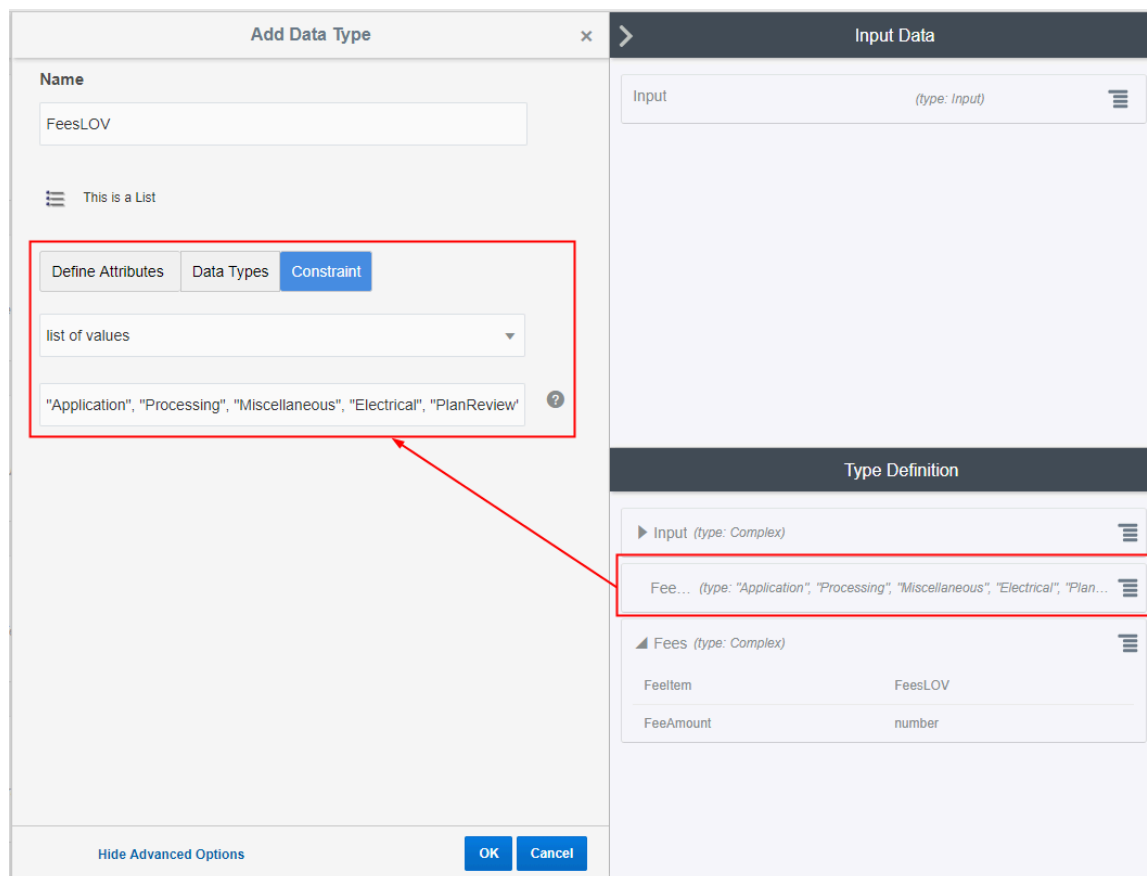 Add Data Type
×
Name
FeesLOV
This is a List
Define Attributes Data Types Constraint
list of values
"Application", "Processing", "Miscellaneous", "Electrical", "PlanReview"
?
Hide Advanced Options OK Cancel
Input Data
Input (type: Input)
Type Definition
Input (type: Complex)
Fee... (type: "Application", "Processing", "Miscellaneous", "Electrical", "Plan...
Fees (type: Complex)
FeeItem FeesLOV
FeeAmount number